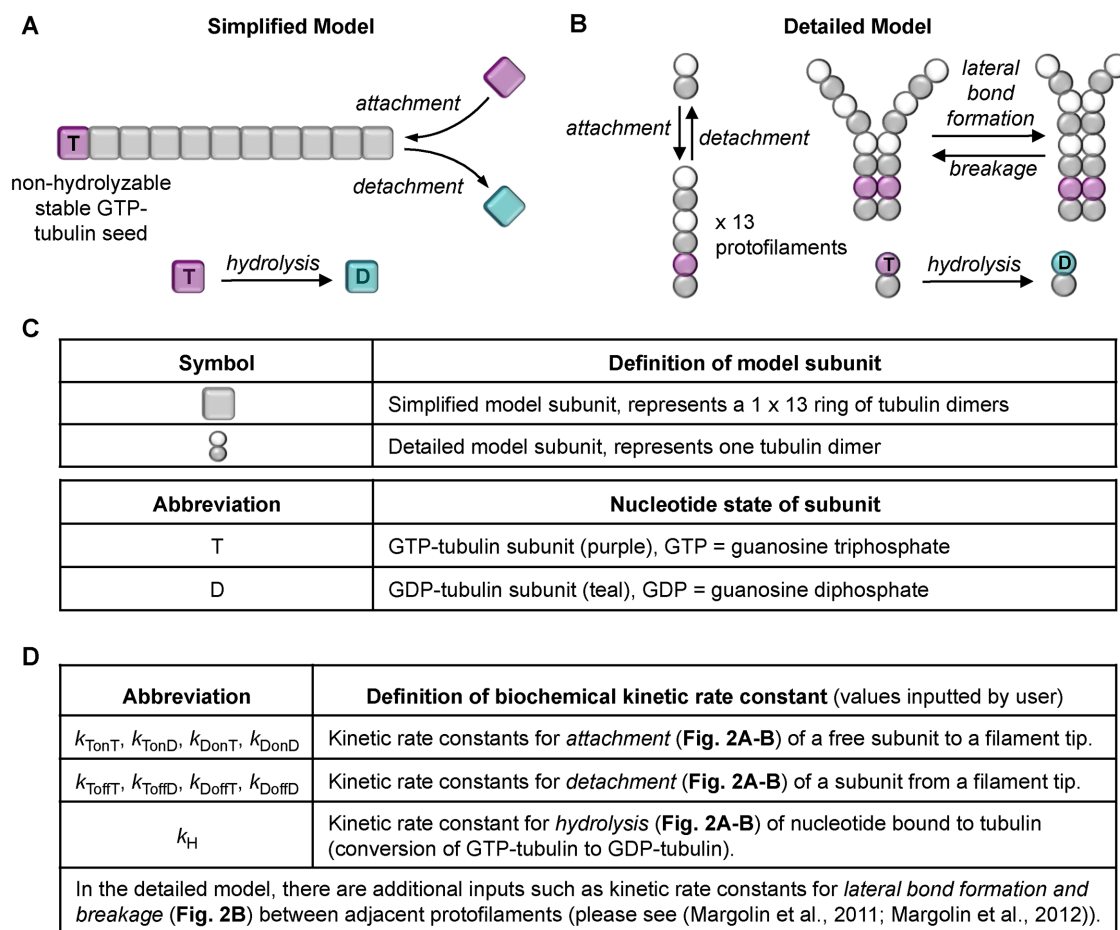 A
Simplified Model
attachment
T
detachment
non-hydrolyzable
stable GTP-
tubulin seed
T
hydrolysis
D
B
Detailed Model
attachment
detachment
x 13
protofilaments
lateral
bond
formation
breakage
T
hydrolysis
D
C
Symbol
Definition of model subunit
Simplified model subunit, represents a 1 x 13 ring of tubulin dimers
Detailed model subunit, represents one tubulin dimer
Abbreviation
Nucleotide state of subunit
T
GTP-tubulin subunit (purple), GTP = guanosine triphosphate
D
GDP-tubulin subunit (teal), GDP = guanosine diphosphate
D
Abbreviation
Definition of biochemical kinetic rate constant (values inputted by user)
kTonT, kTonD, kDonT, kDonD
Kinetic rate constants for attachment (Fig. 2A-B) of a free subunit to a filament tip.
kToffT, kToffD, kDoffT, kDoffD
Kinetic rate constants for detachment (Fig. 2A-B) of a subunit from a filament tip.
kH
Kinetic rate constant for hydrolysis (Fig. 2A-B) of nucleotide bound to tubulin
(conversion of GTP-tubulin to GDP-tubulin).
In the detailed model, there are additional inputs such as kinetic rate constants for lateral bond formation and
breakage (Fig. 2B) between adjacent protofilaments (please see (Margolin et al., 2011; Margolin et al., 2012)).